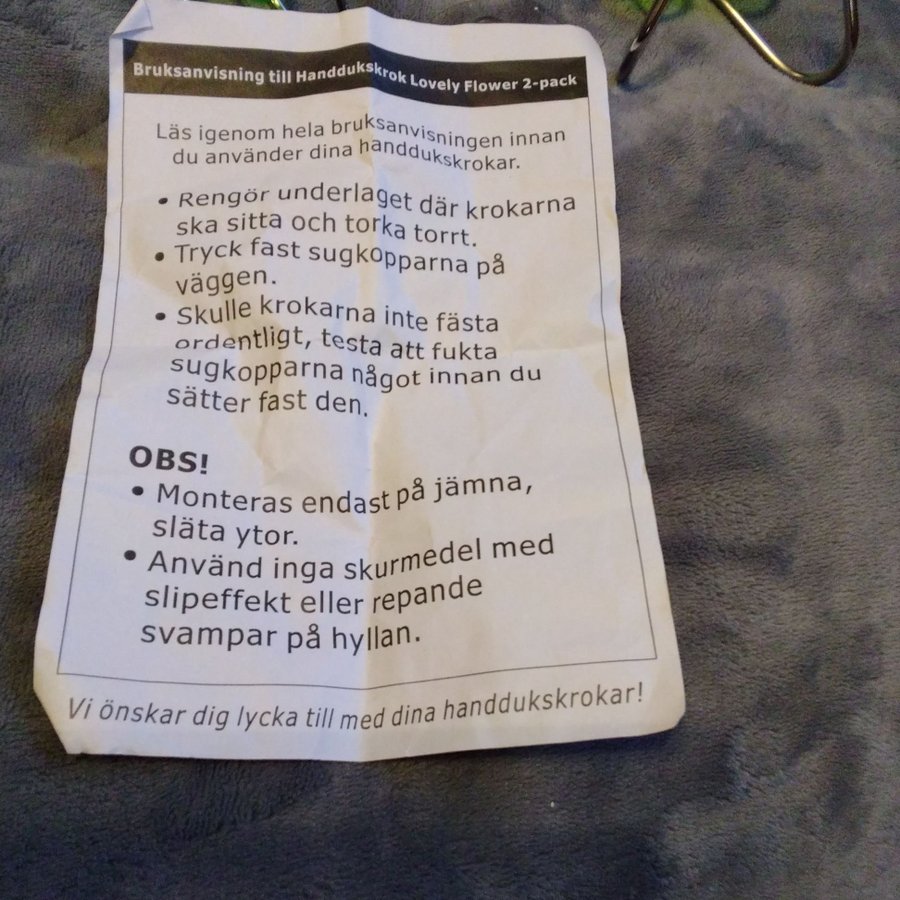 Bruksanvisning till Handdukskrok Lovely Flower 2-pack
Läs igenom hela bruksanvisningen innan
du använder dina handdukskrokar.
• Rengör underlaget där krokarna
ska sitta och torka torrt.
• Tryck fast sugkopparna på
väggen.
• Skulle krokarna inte fästa
ordentligt, testa att fukta
sugkopparna något innan du
sätter fast den.
OBS!
• Monteras endast på jämna,
släta ytor.
• Använd inga skurmedel med
slipeffekt eller repande
svampar på hyllan.
Vi önskar dig lycka till med dina handdukskrokar!